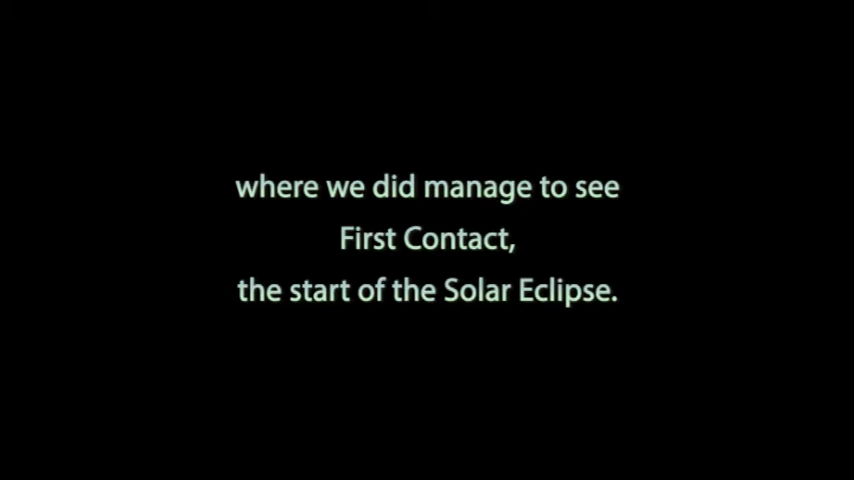 where we did manage to see
First Contact,
the start of the Solar Eclipse.